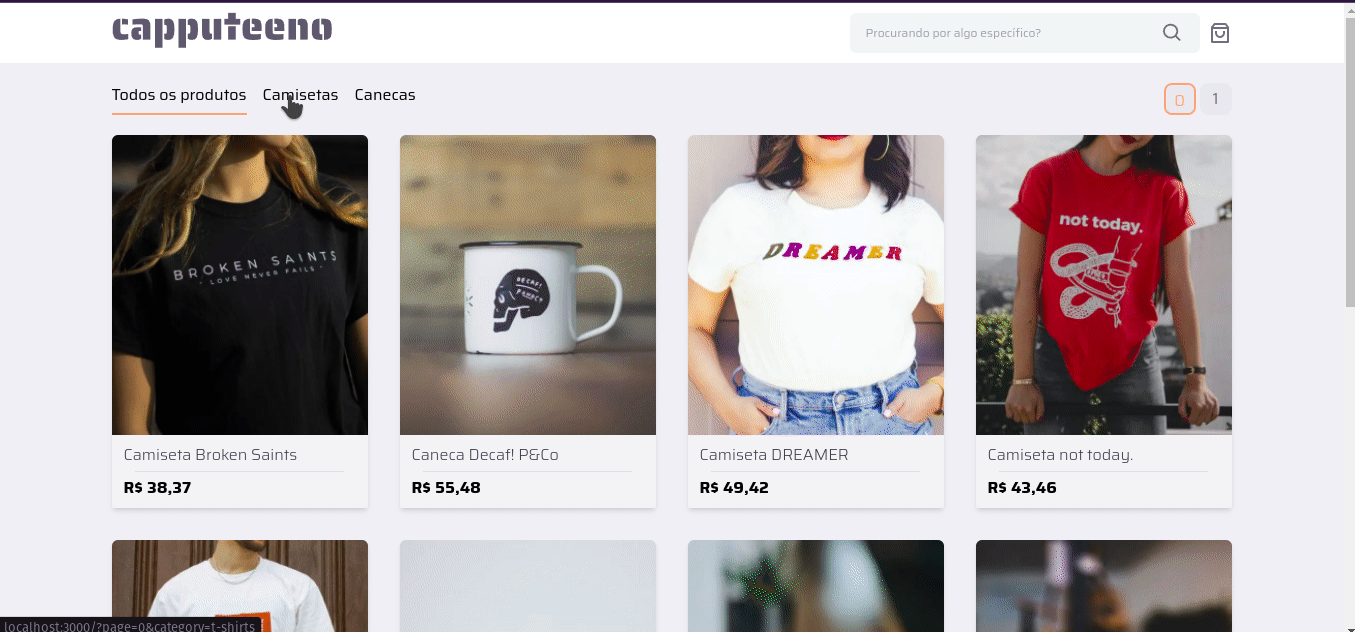 capputeeno
Procurando por algo específico?
Todos os produtos Camisetas Canecas
0 1
BROKEN SAINTS
• LOVE NEVER FAILS •
DECAF!
DREAMER
not today.
Camiseta Broken Saints
R$ 38,37
Caneca Decaf! P&Co
R$ 55,48
Camiseta DREAMER
R$ 49,42
Camiseta not today.
R$ 43,46
localhost:3000/?page=0&category=t-shirts